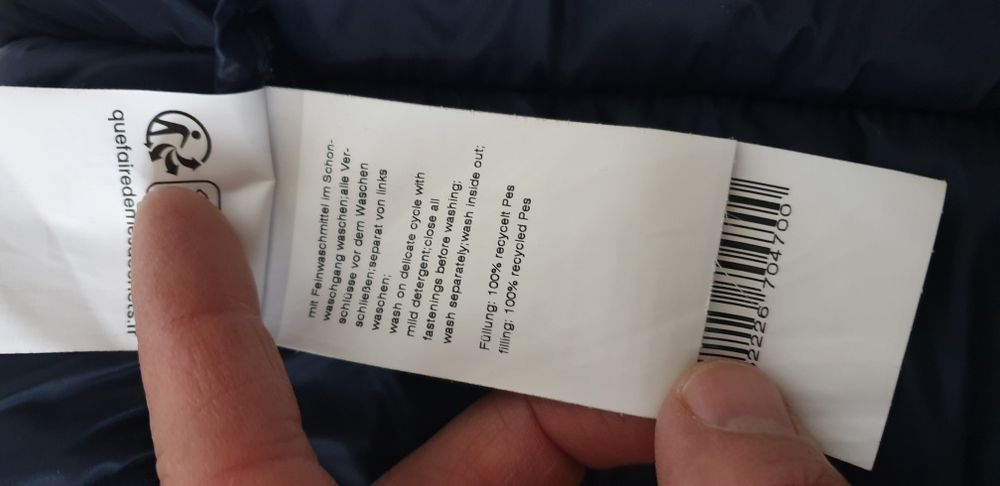 mit Feinwaschmittel im Schon-
waschgang waschen;alle Ver-
schlüsse vor dem Waschen
schließen;separat von links
waschen;
wash on delicate cycle with
mild detergent;close all
fastenings before washing;
wash separately;wash inside out;
Füllung: 100% recycelt Pes
filling: 100% recycled Pes
2226 704700